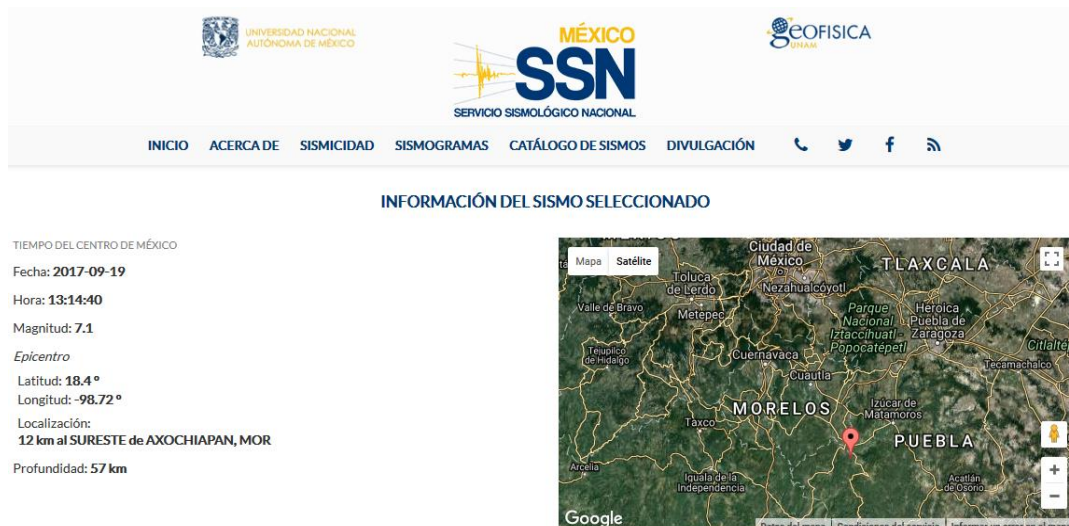 UNIVERSIDAD NACIONAL
AUTÓNOMA DE MÉXICO
MÉXICO
SSN
SERVICIO SISMOLÓGICO NACIONAL
GEOFISICA
UNAM
INICIO ACERCA DE SISMICIDAD SISMOGRAMAS CATÁLOGO DE SISMOS DIVULGACIÓN
INFORMACIÓN DEL SISMO SELECCIONADO
TIEMPO DEL CENTRO DE MÉXICO
Fecha: 2017-09-19
Hora: 13:14:40
Magnitud: 7.1
Epicentro
Latitud: 18.4 °
Longitud: -98.72 °
Localización:
12 km al SURESTE de AXOCHIAPAN, MOR
Profundidad: 57 km
Mapa Satélite
Ciudad de
México
TLAXCALA
Toluca
de Lerdo
Nezahualcóyotl
Valle de Bravo
Metepec
Parque
Nacional
Iztaccíhuatl -
Popocatépetl
Heroica
Puebla de
Zaragoza
Citlalté
Tejupilco
de Hidalgo
Cuernavaca
Tecamachalco
Cuautla
MORELOS
Izúcar de
Matamoros
Taxco
PUEBLA
Arcelia
Iguala de la
Independencia
Acatlán
de Osorio
Google